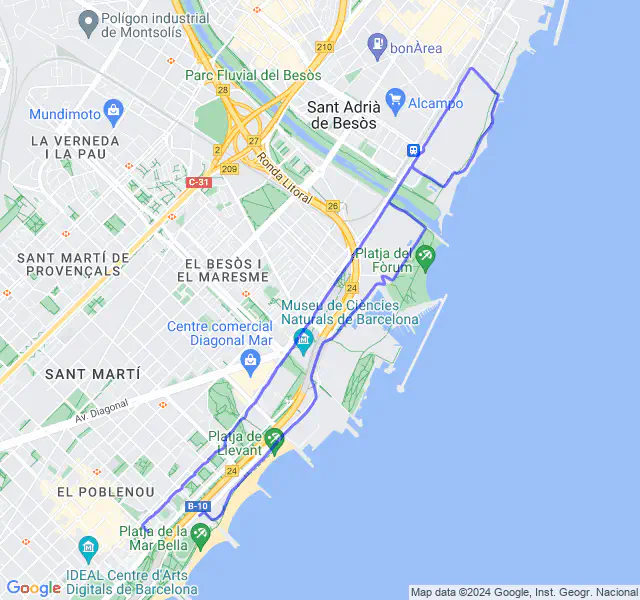 Polígon industrial
de Montsolís
210
bonÀrea
Parc Fluvial del Besòs
28
Alcampo
Sant Adrià
de Besòs
Mundimoto
27
LA VERNEDA
I LA PAU
2
Ronda Litoral
209
C-31
26
SANT MARTÍ DE
PROVENÇALS
EL BESÒS I
EL MARESME
Platja del
Fòrum
24
Museu de Ciències
Naturals de Barcelona
Centre comercial
Diagonal Mar
SANT MARTÍ
Av. Diagonal
Platja de
Llevant
24
EL POBLENOU
B-10
Platja de la
Mar Bella
IDEAL Centre d'Arts
Digitals de Barcelona
Google
Map data ©2024 Google, Inst. Geogr. Nacional